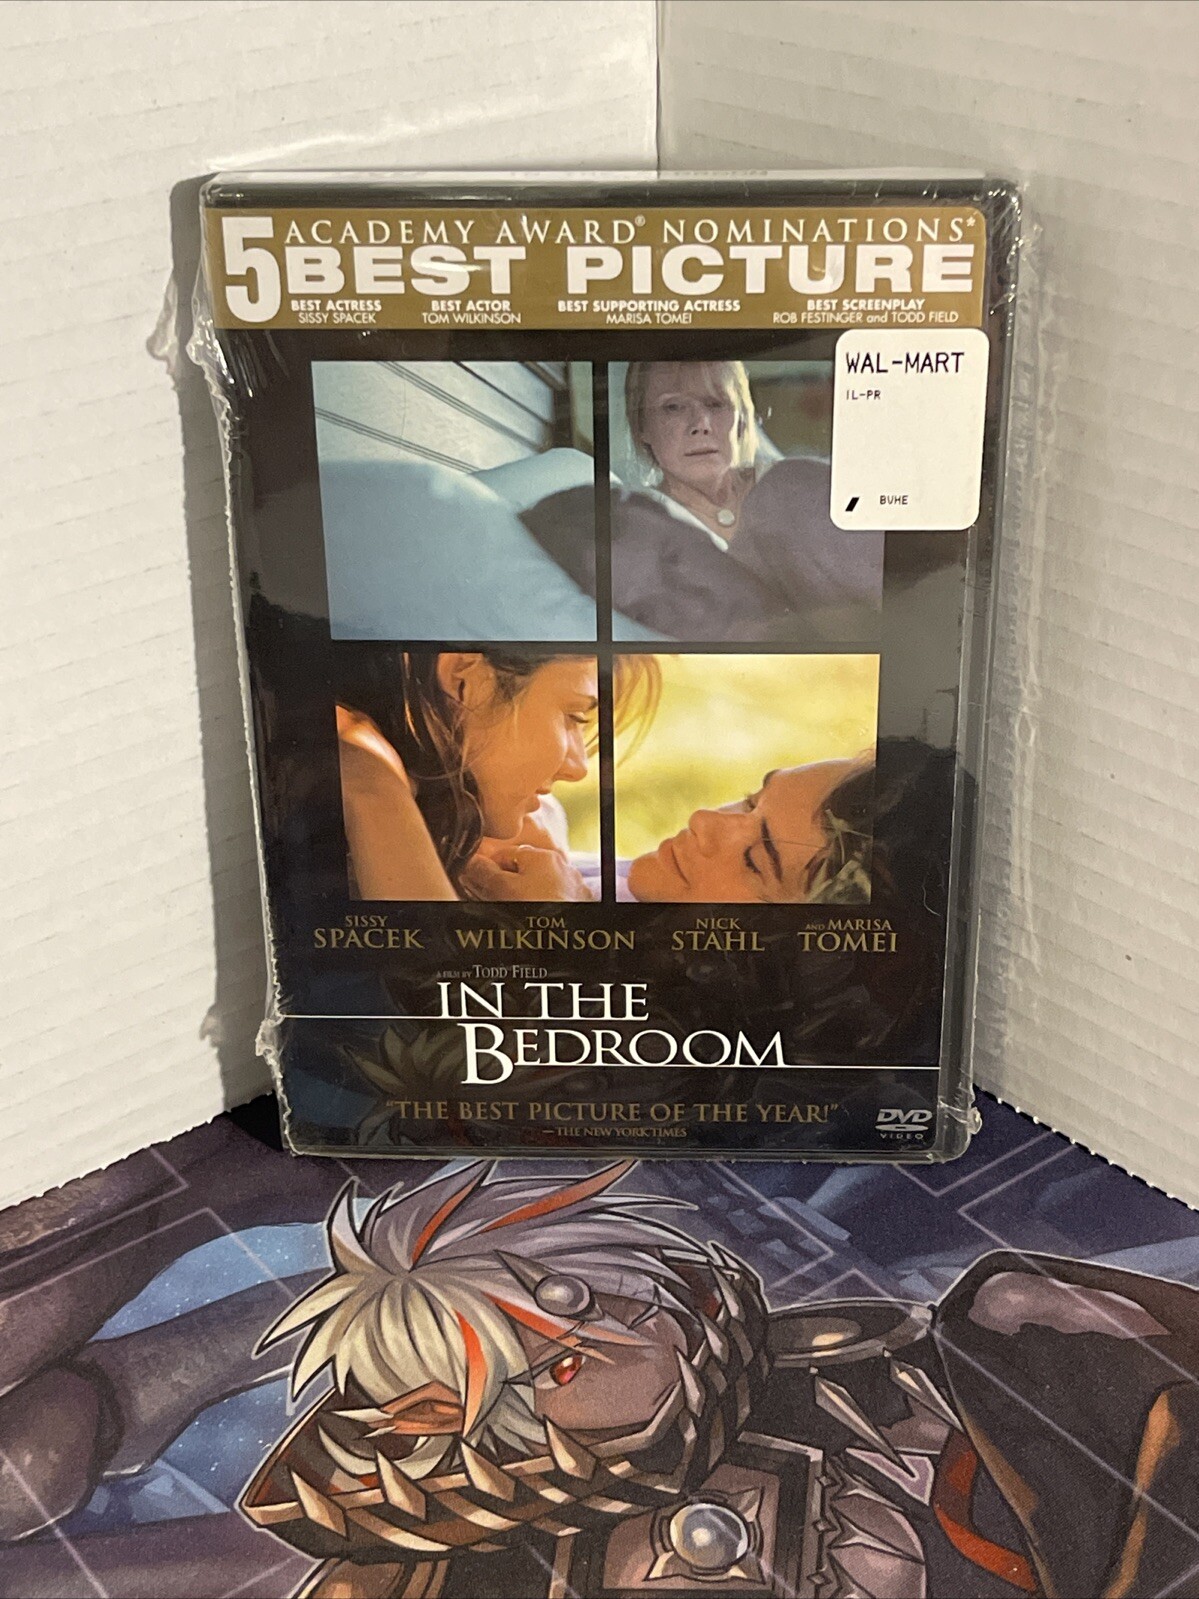 5 ACADEMY AWARD® NOMINATIONS*
BEST PICTURE
BEST ACTRESS
SISSY SPACEK
BEST ACTOR
TOM WILKINSON
BEST SUPPORTING ACTRESS
MARISA TOMEI
BEST SCREENPLAY
ROB FESTINGER and TODD FIELD
WAL-MART
IL-PR
BVHE
SISSY
SPACEK
TOM
WILKINSON
NICK
STAHL
AND MARISA
TOMEI
A FILM BY TODD FIELD
IN THE
BEDROOM
"THE BEST PICTURE OF THE YEAR!"
—THE NEW YORK TIMES
DVD
VIDEO